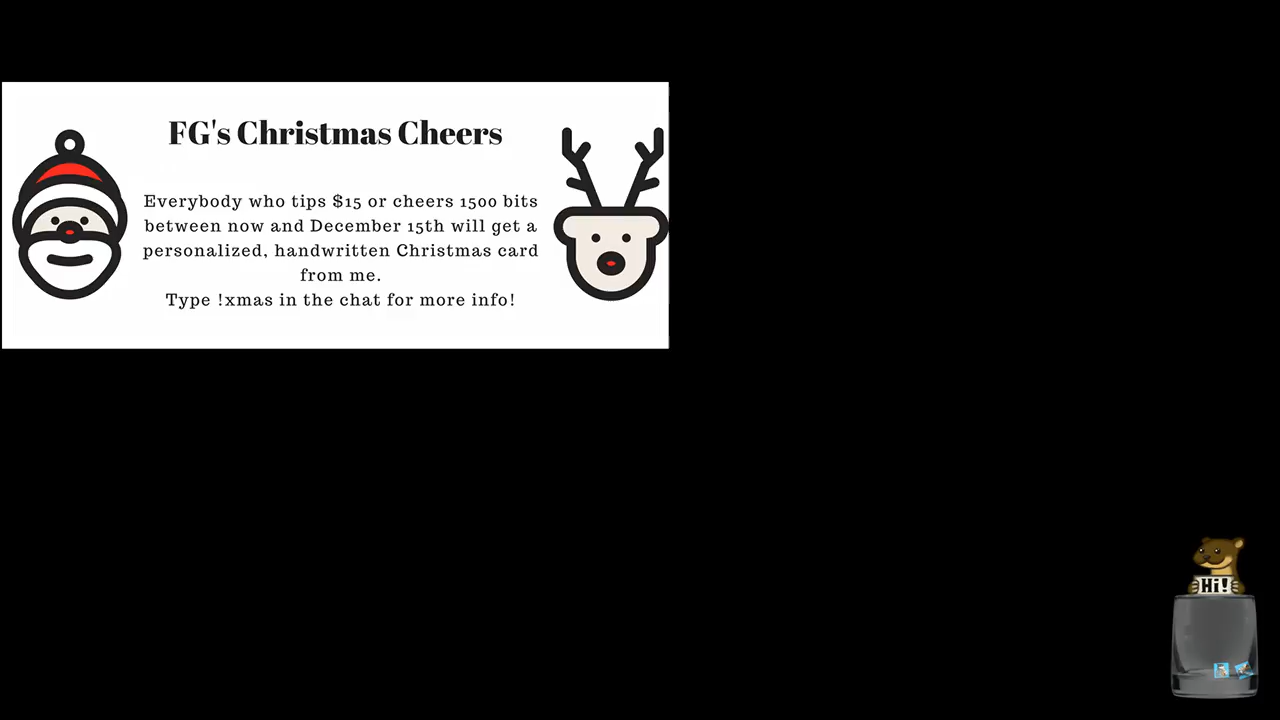 FG's Christmas Cheers
Everybody who tips $15 or cheers 1500 bits
between now and December 15th will get a
personalized, handwritten Christmas card
from me.
Type !xmas in the chat for more info!
Hi!